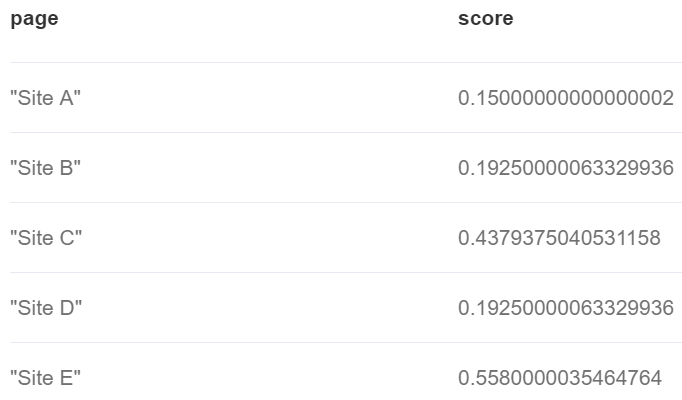 page score
"Site A" 0.15000000000000002
"Site B" 0.19250000063329936
"Site C" 0.4379375040531158
"Site D" 0.19250000063329936
"Site E" 0.5580000035464764